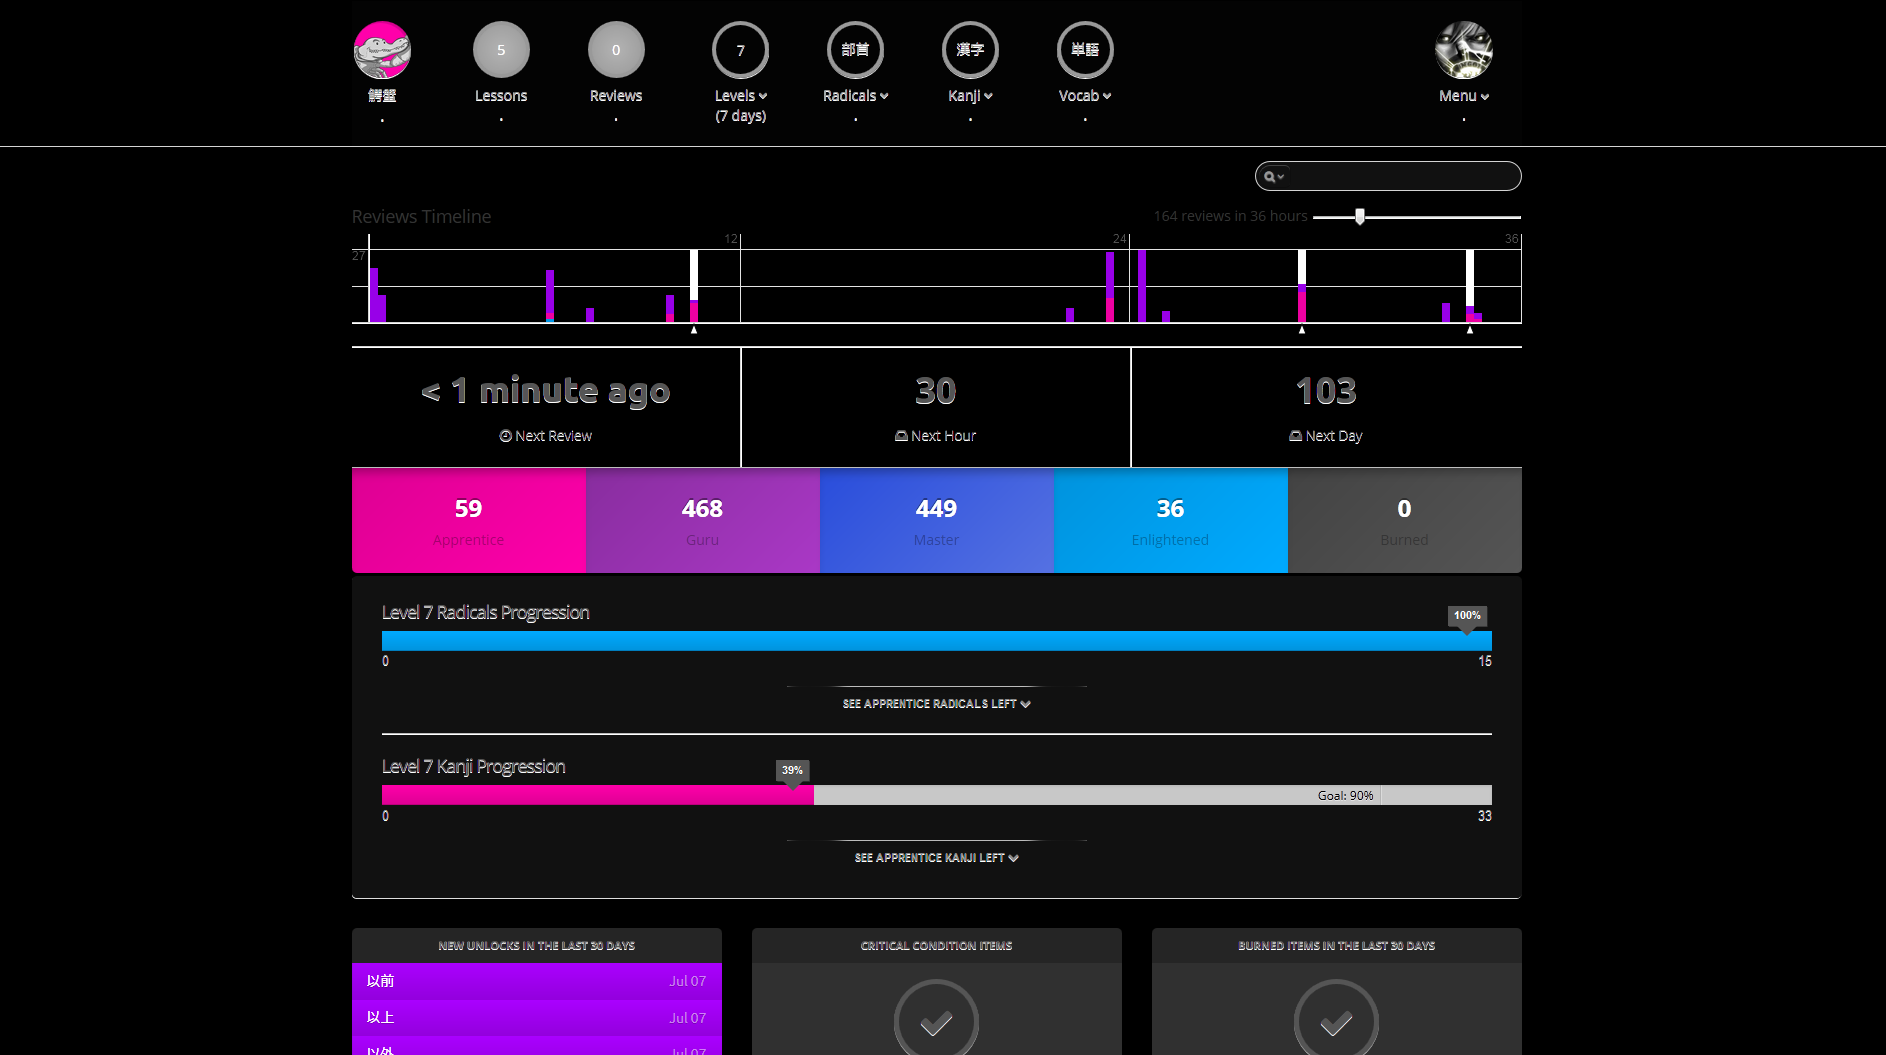 5
0
7
部首
漢字
単語
鰐蟹
Lessons
Reviews
Levels
(7 days)
Radicals
Kanji
Vocab
Menu
Reviews Timeline
164 reviews in 36 hours
12
24
36
27
< 1 minute ago
Next Review
30
Next Hour
103
Next Day
59
Apprentice
468
Guru
449
Master
36
Enlightened
0
Burned
Level 7 Radicals Progression
100%
0
15
SEE APPRENTICE RADICALS LEFT
Level 7 Kanji Progression
39%
Goal: 90%
0
33
SEE APPRENTICE KANJI LEFT
NEW UNLOCKS IN THE LAST 30 DAYS
以前 Jul 07
以上 Jul 07
以外 Jul 07
CRITICAL CONDITION ITEMS
BURNED ITEMS IN THE LAST 30 DAYS